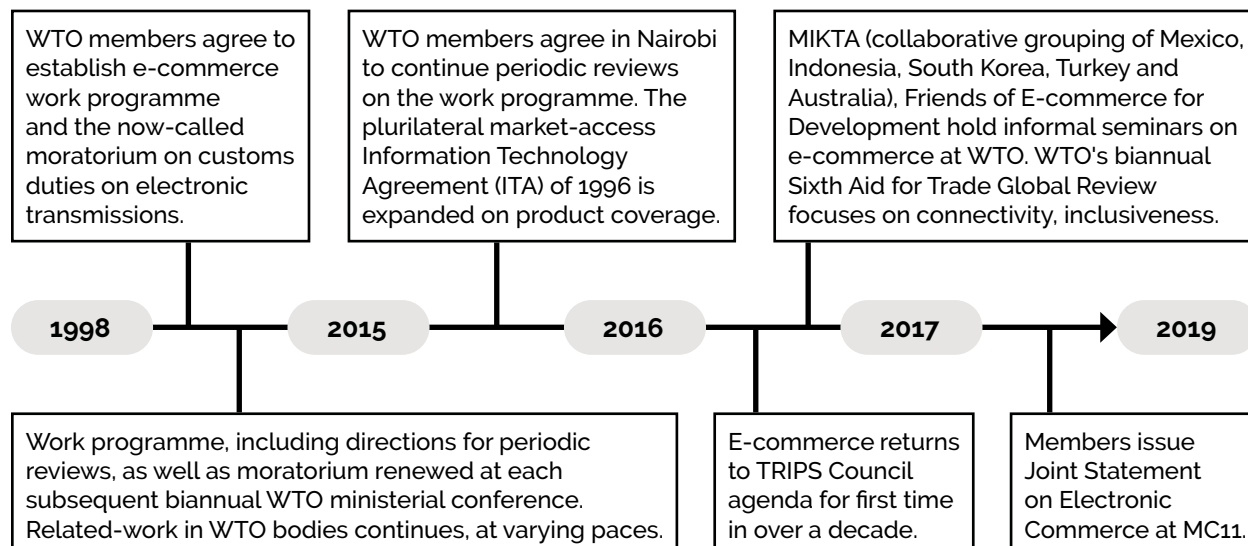 WTO members agree to
establish e-commerce
work programme
and the now-called
moratorium on customs
duties on electronic
transmissions.
WTO members agree in Nairobi
to continue periodic reviews
on the work programme. The
plurilateral market-access
Information Technology
Agreement (ITA) of 1996 is
expanded on product coverage.
MIKTA (collaborative grouping of Mexico,
Indonesia, South Korea, Turkey and
Australia), Friends of E-commerce for
Development hold informal seminars on
e-commerce at WTO. WTO's biannual
Sixth Aid for Trade Global Review
focuses on connectivity, inclusiveness.
1998
2015
2016
2017
2019
Work programme, including directions for periodic
reviews, as well as moratorium renewed at each
subsequent biannual WTO ministerial conference.
Related-work in WTO bodies continues, at varying paces.
E-commerce returns
to TRIPS Council
agenda for first time
in over a decade.
Members issue
Joint Statement
on Electronic
Commerce at MC11.